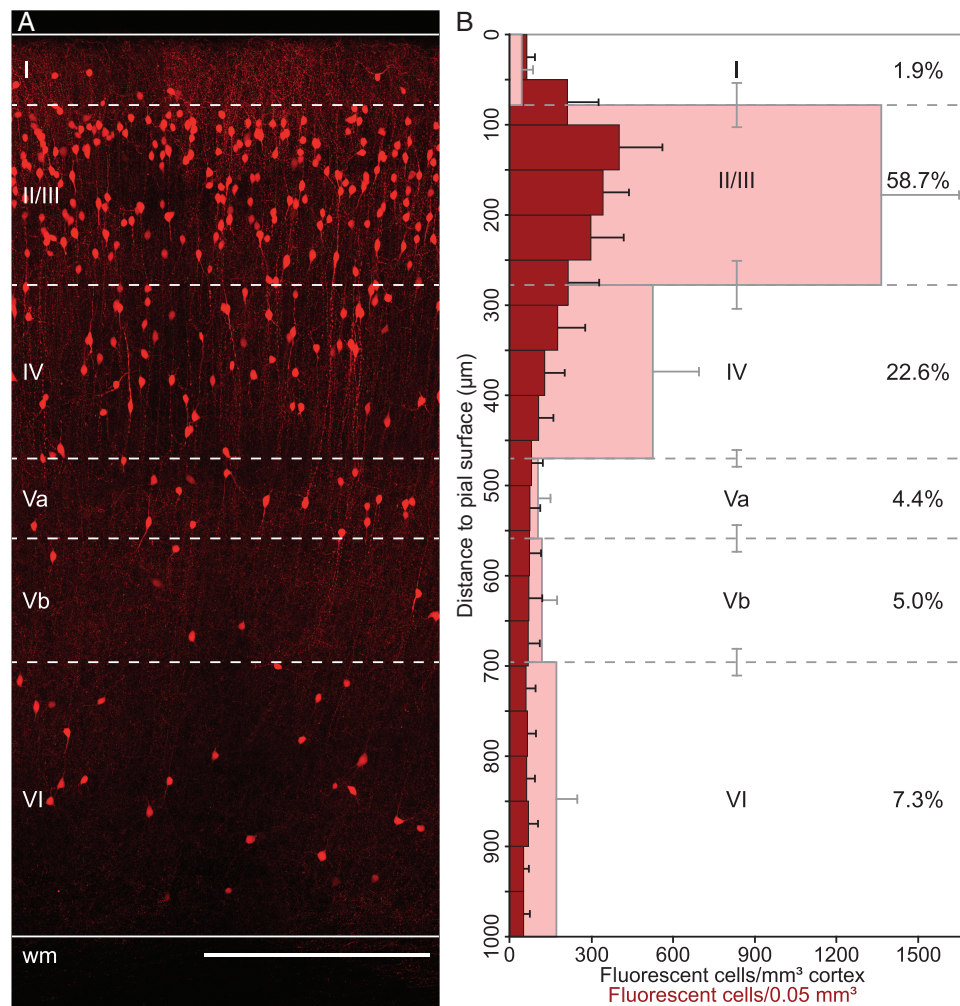 A
I
II/III
IV
Va
Vb
VI
wm
B
Distance to pial surface (µm)
0
100
200
300
400
500
600
700
800
900
1000
I 1.9%
II/III 58.7%
IV 22.6%
Va 4.4%
Vb 5.0%
VI 7.3%
0 300 600 900 1200 1500
Fluorescent cells/mm³ cortex
Fluorescent cells/0.05 mm³